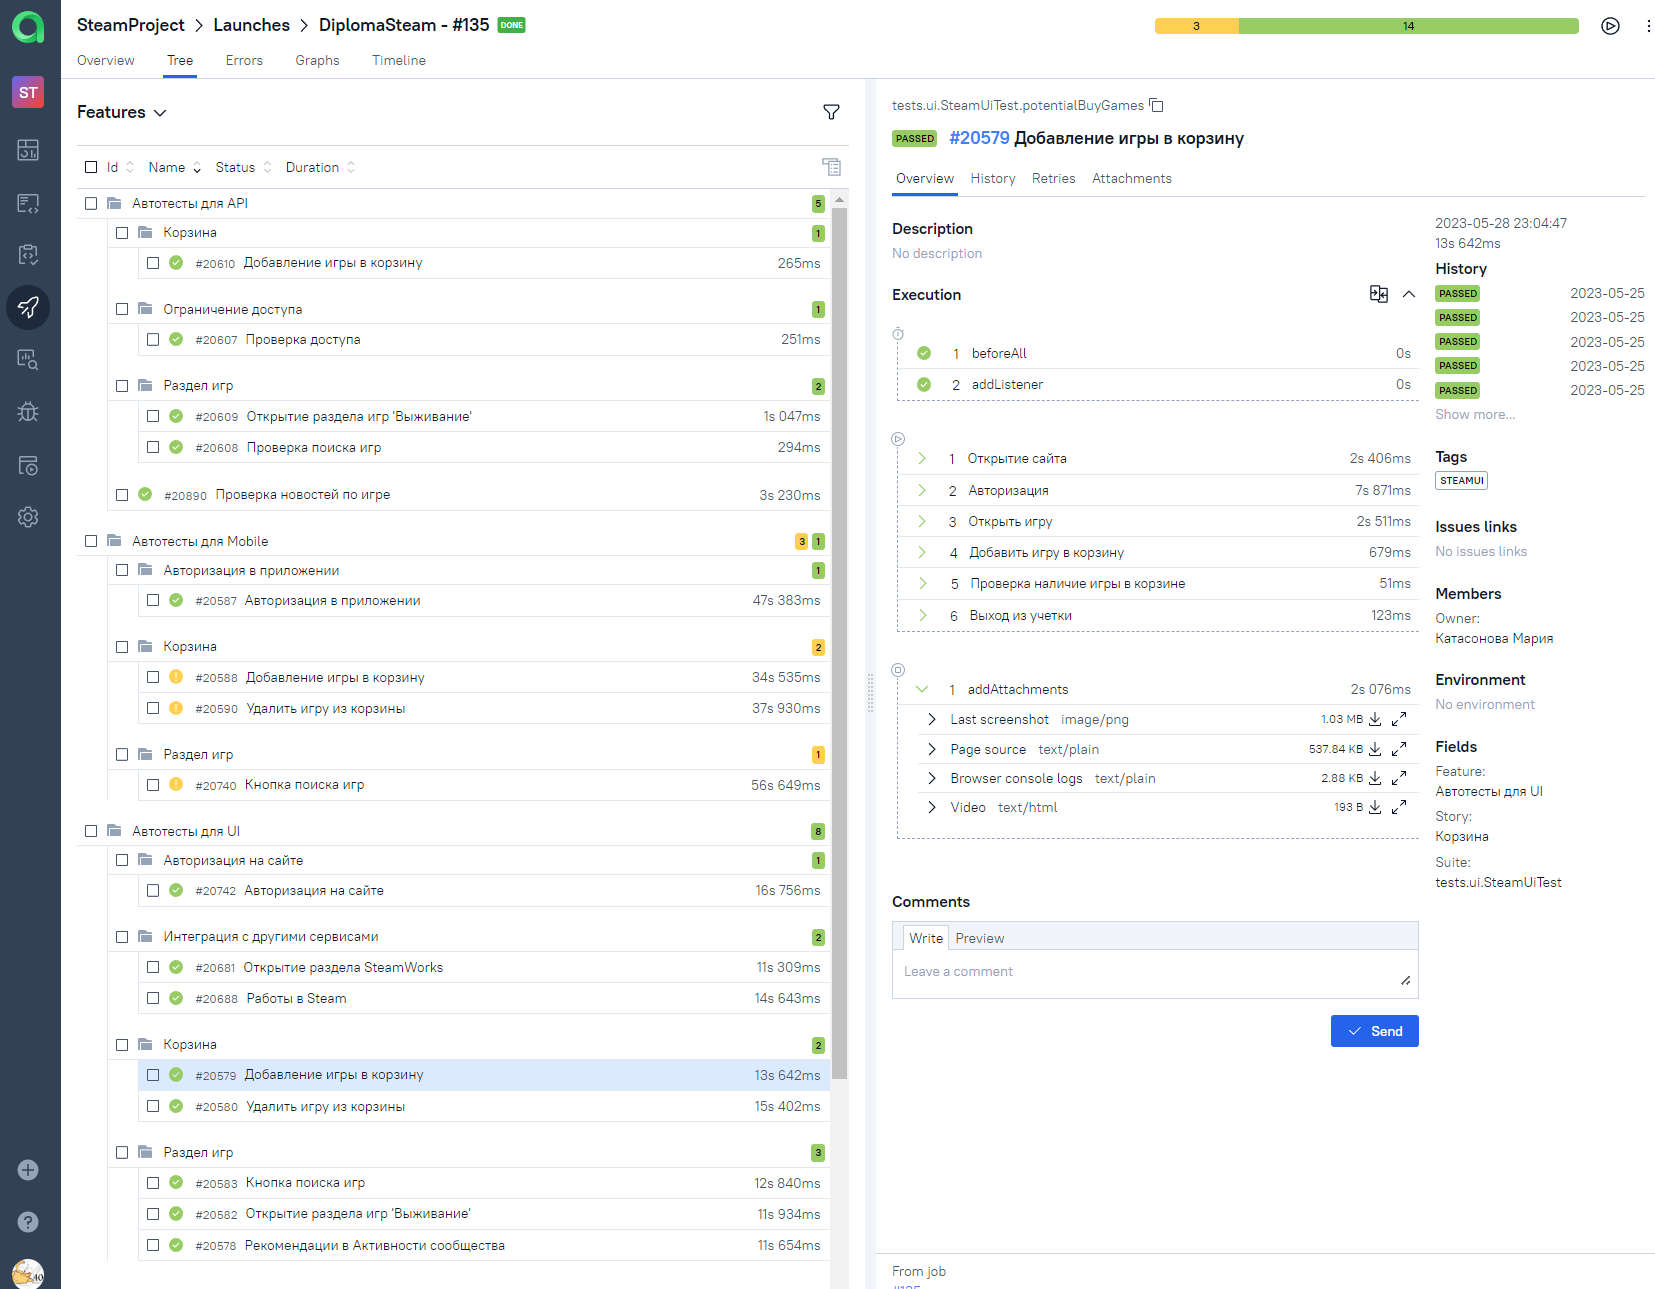 SteamProject > Launches > DiplomaSteam - #135 DONE
3 14
Overview Tree Errors Graphs Timeline
ST
Features
Id Name Status Duration
Автотесты для API 5
Корзина 1
#20610 Добавление игры в корзину 265ms
Ограничение доступа 1
#20607 Проверка доступа 251ms
Раздел игр 2
#20609 Открытие раздела игр 'Выживание' 1s 047ms
#20608 Проверка поиска игр 294ms
#20890 Проверка новостей по игре 3s 230ms
Автотесты для Mobile 3 1
Авторизация в приложении 1
#20587 Авторизация в приложении 47s 383ms
Корзина 2
#20588 Добавление игры в корзину 34s 535ms
#20590 Удалить игру из корзины 37s 930ms
Раздел игр 1
#20740 Кнопка поиска игр 56s 649ms
Автотесты для UI 8
Авторизация на сайте 1
#20742 Авторизация на сайте 16s 756ms
Интеграция с другими сервисами 2
#20681 Открытие раздела SteamWorks 11s 309ms
#20688 Работы в Steam 14s 643ms
Корзина 2
#20579 Добавление игры в корзину 13s 642ms
#20580 Удалить игру из корзины 15s 402ms
Раздел игр 3
#20583 Кнопка поиска игр 12s 840ms
#20582 Открытие раздела игр 'Выживание' 11s 934ms
#20578 Рекомендации в Активности сообщества 11s 654ms
tests.ui.SteamUiTest.potentialBuyGames
PASSED #20579 Добавление игры в корзину
Overview History Retries Attachments
Description
No description
Execution
1 beforeAll 0s
2 addListener 0s
1 Открытие сайта 2s 406ms
2 Авторизация 7s 871ms
3 Открыть игру 2s 511ms
4 Добавить игру в корзину 679ms
5 Проверка наличие игры в корзине 51ms
6 Выход из учетки 123ms
1 addAttachments 2s 076ms
Last screenshot image/png 1.03 MB
Page source text/plain 537.84 KB
Browser console logs text/plain 2.88 KB
Video text/html 193 B
Comments
Write Preview
Leave a comment
Send
2023-05-28 23:04:47
13s 642ms
History
PASSED 2023-05-25
PASSED 2023-05-25
PASSED 2023-05-25
PASSED 2023-05-25
PASSED 2023-05-25
Show more...
Tags
STEAMUI
Issues links
No issues links
Members
Owner:
Катасонова Мария
Environment
No environment
Fields
Feature:
Автотесты для UI
Story:
Корзина
Suite:
tests.ui.SteamUiTest
From job